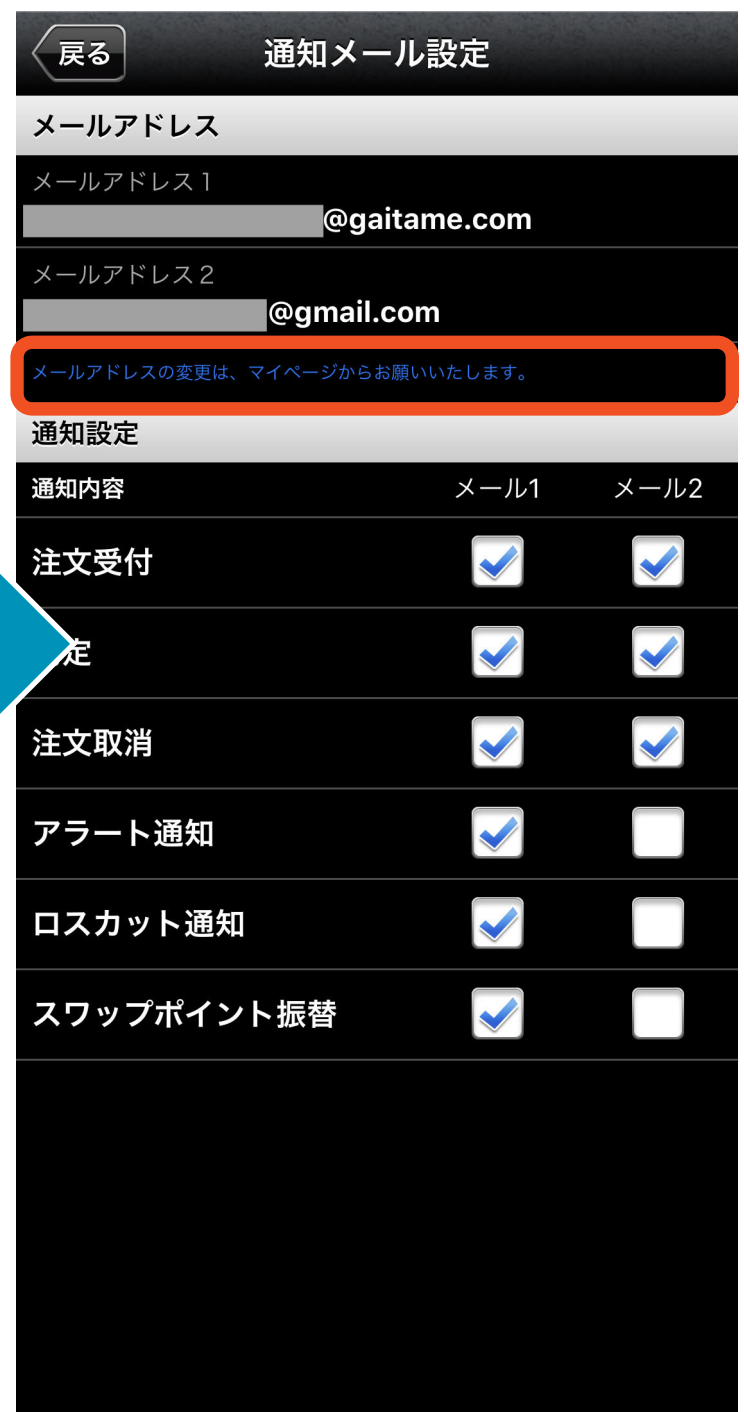 戻る
通知メール設定
メールアドレス
メールアドレス1
@gaitame.com
メールアドレス2
@gmail.com
メールアドレスの変更は、マイページからお願いいたします。
通知設定
通知内容 メール1 メール2
注文受付
定
注文取消
アラート通知
ロスカット通知
スワップポイント振替